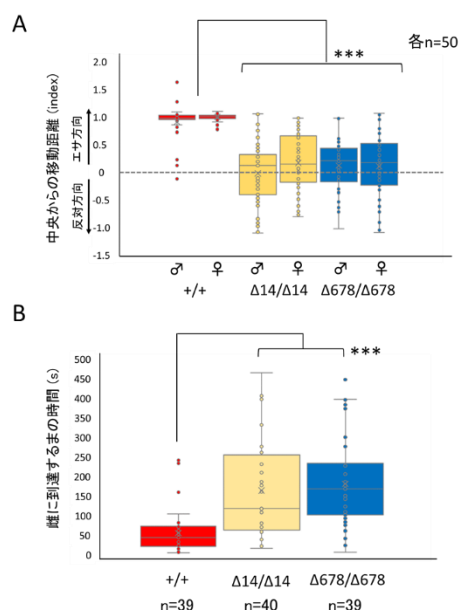 A
各n=50
***
中央からの移動距離 (index)
反対方向 エサ方向
2.0
1.5
1.0
0.5
0
-0.5
-1.0
-1.5
♂ ♀ ♂ ♀ ♂ ♀
+/+ Δ14/Δ14 Δ678/Δ678
B
***
雌に到達するまの時間 (s)
500
450
400
350
300
250
200
150
100
50
0
+/+ Δ14/Δ14 Δ678/Δ678
n=39 n=40 n=39